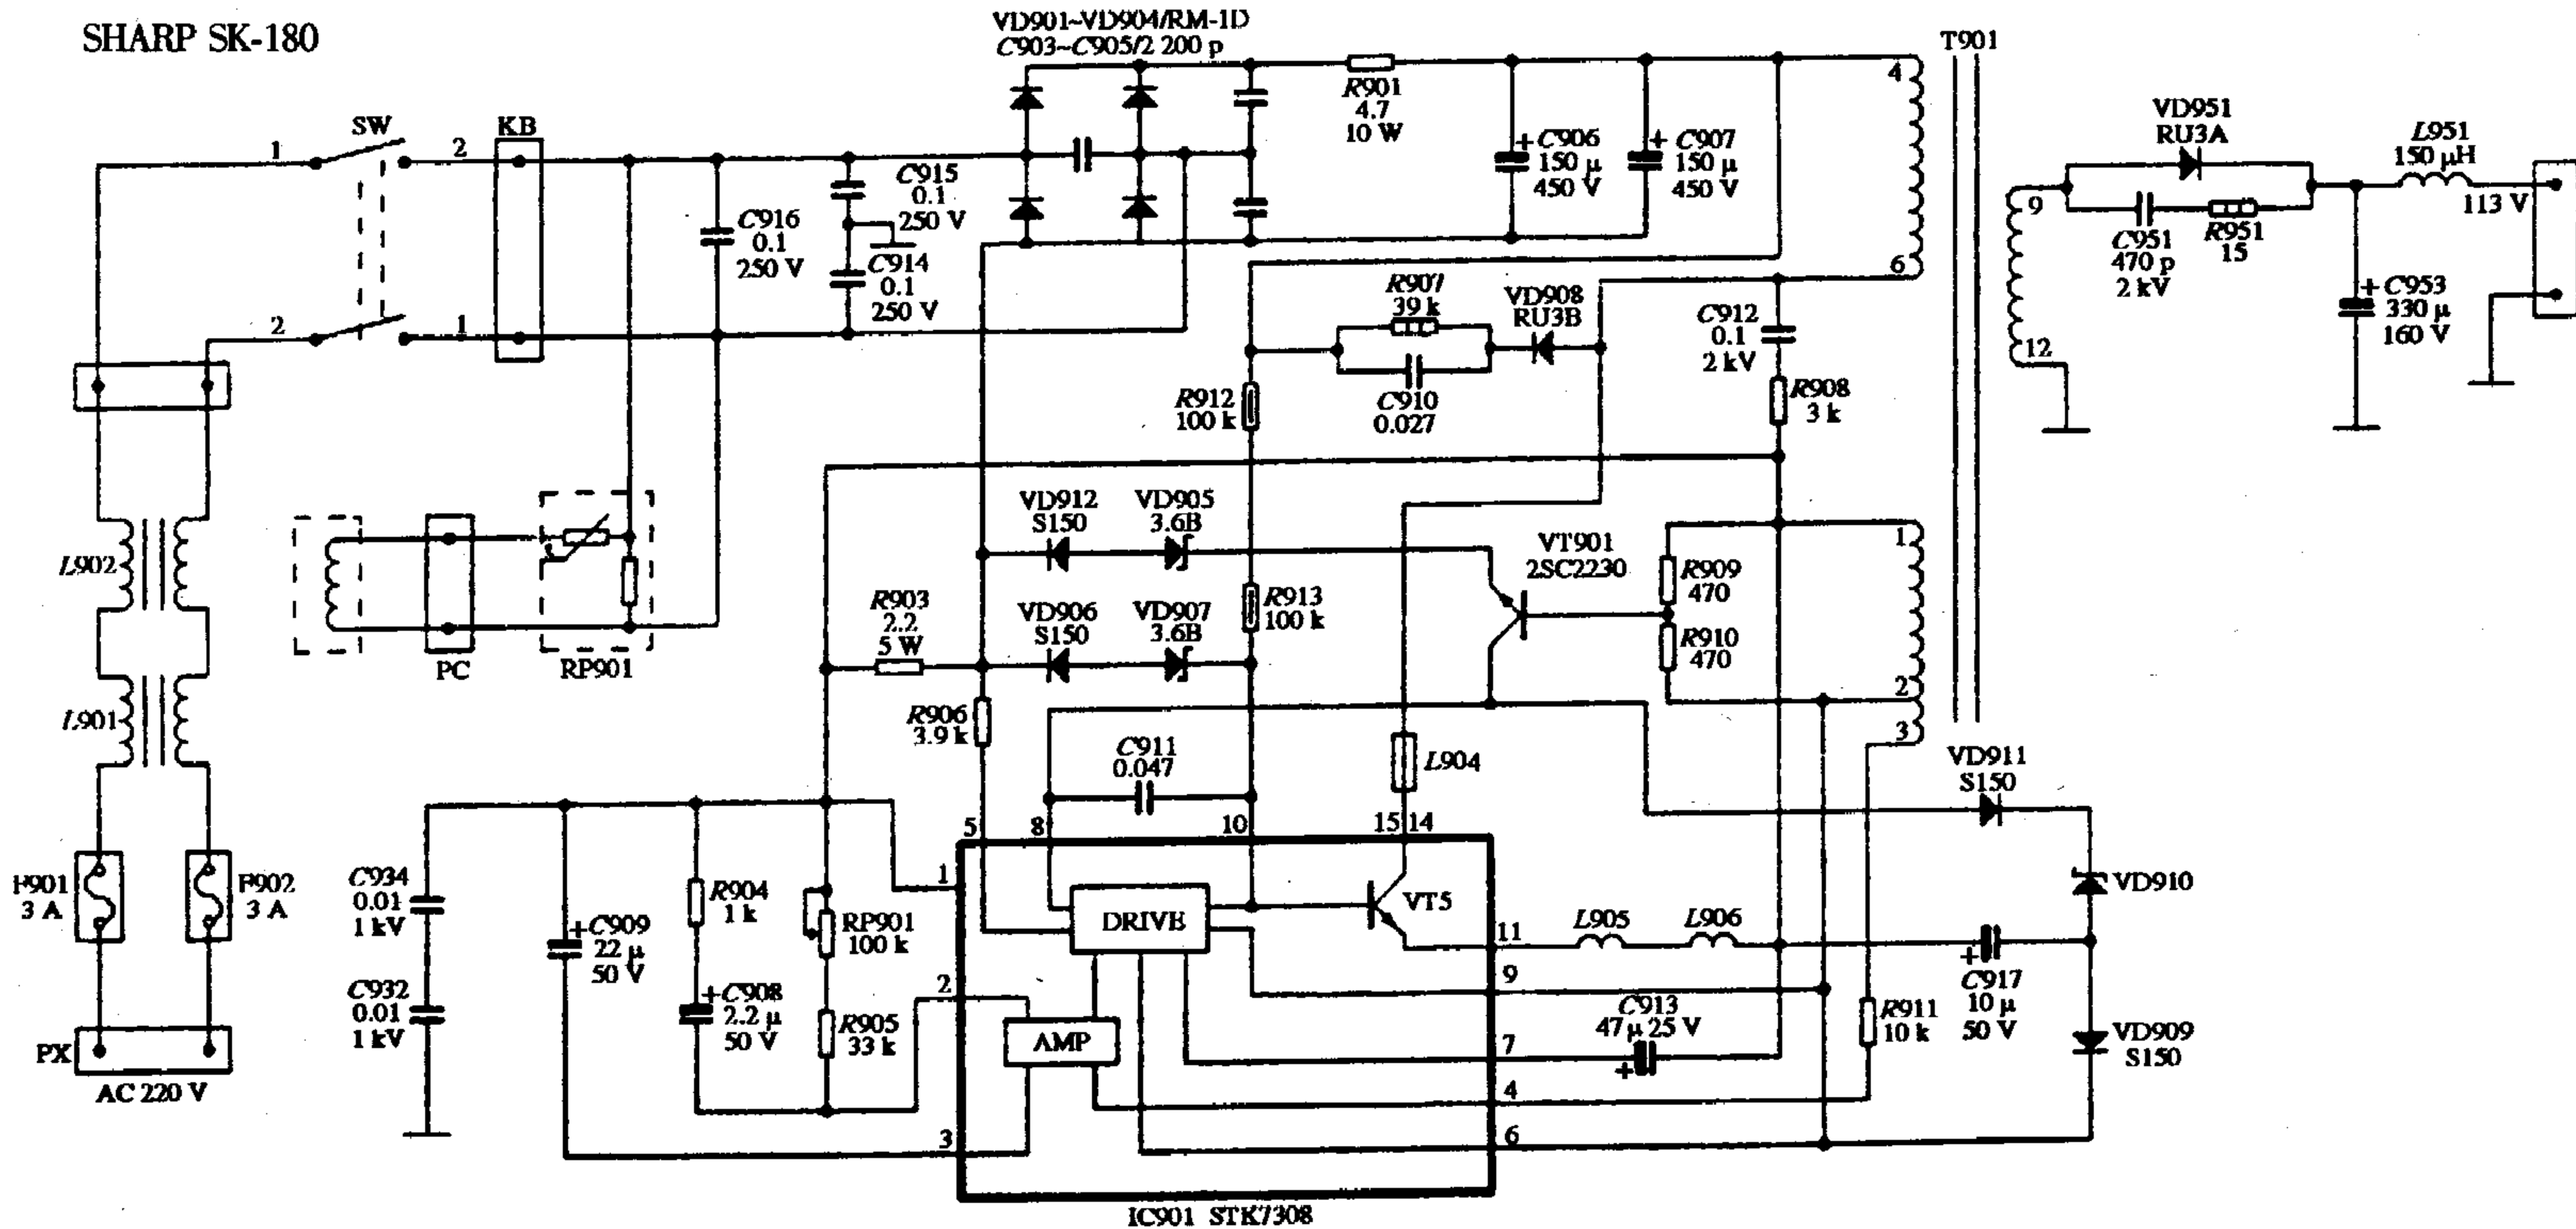 SHARP SK-180
VD901~VD904/RM-1D
C903~C905/2 200 p
T901
SW
KB
1
2
2
1
C916
0.1
250 V
C915
0.1
250 V
C914
0.1
250 V
R901
4.7
10 W
+C906
150 μ
450 V
+C907
150 μ
450 V
4
6
VD951
RU3A
L951
150 μH
113 V
9
12
C951
470 p
2 kV
R951
15
+C953
330 μ
160 V
R907
39 k
VD908
RU3B
C910
0.027
C912
0.1
2 kV
R908
3 k
R912
100 k
L902
L901
PC
RP901
VD912
S150
VD905
3.6B
VT901
2SC2230
R909
470
R910
470
1
2
3
R903
2.2
5 W
VD906
S150
VD907
3.6B
R913
100 k
R906
3.9 k
C911
0.047
L904
VD911
S150
F901
3 A
F902
3 A
PX
AC 220 V
C934
0.01
1 kV
C932
0.01
1 kV
+C909
22 μ
50 V
R904
1 k
+C908
2.2 μ
50 V
RP901
100 k
R905
33 k
5
8
10
15
14
1
2
3
DRIVE
AMP
VT5
11
9
7
4
6
L905
L906
C913
47 μ 25 V
+
R911
10 k
+
C917
10 μ
50 V
VD910
VD909
S150
IC901 STK7308